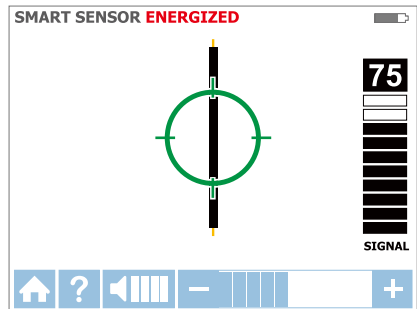 SMART SENSOR ENERGIZED
75
SIGNAL
?
− +